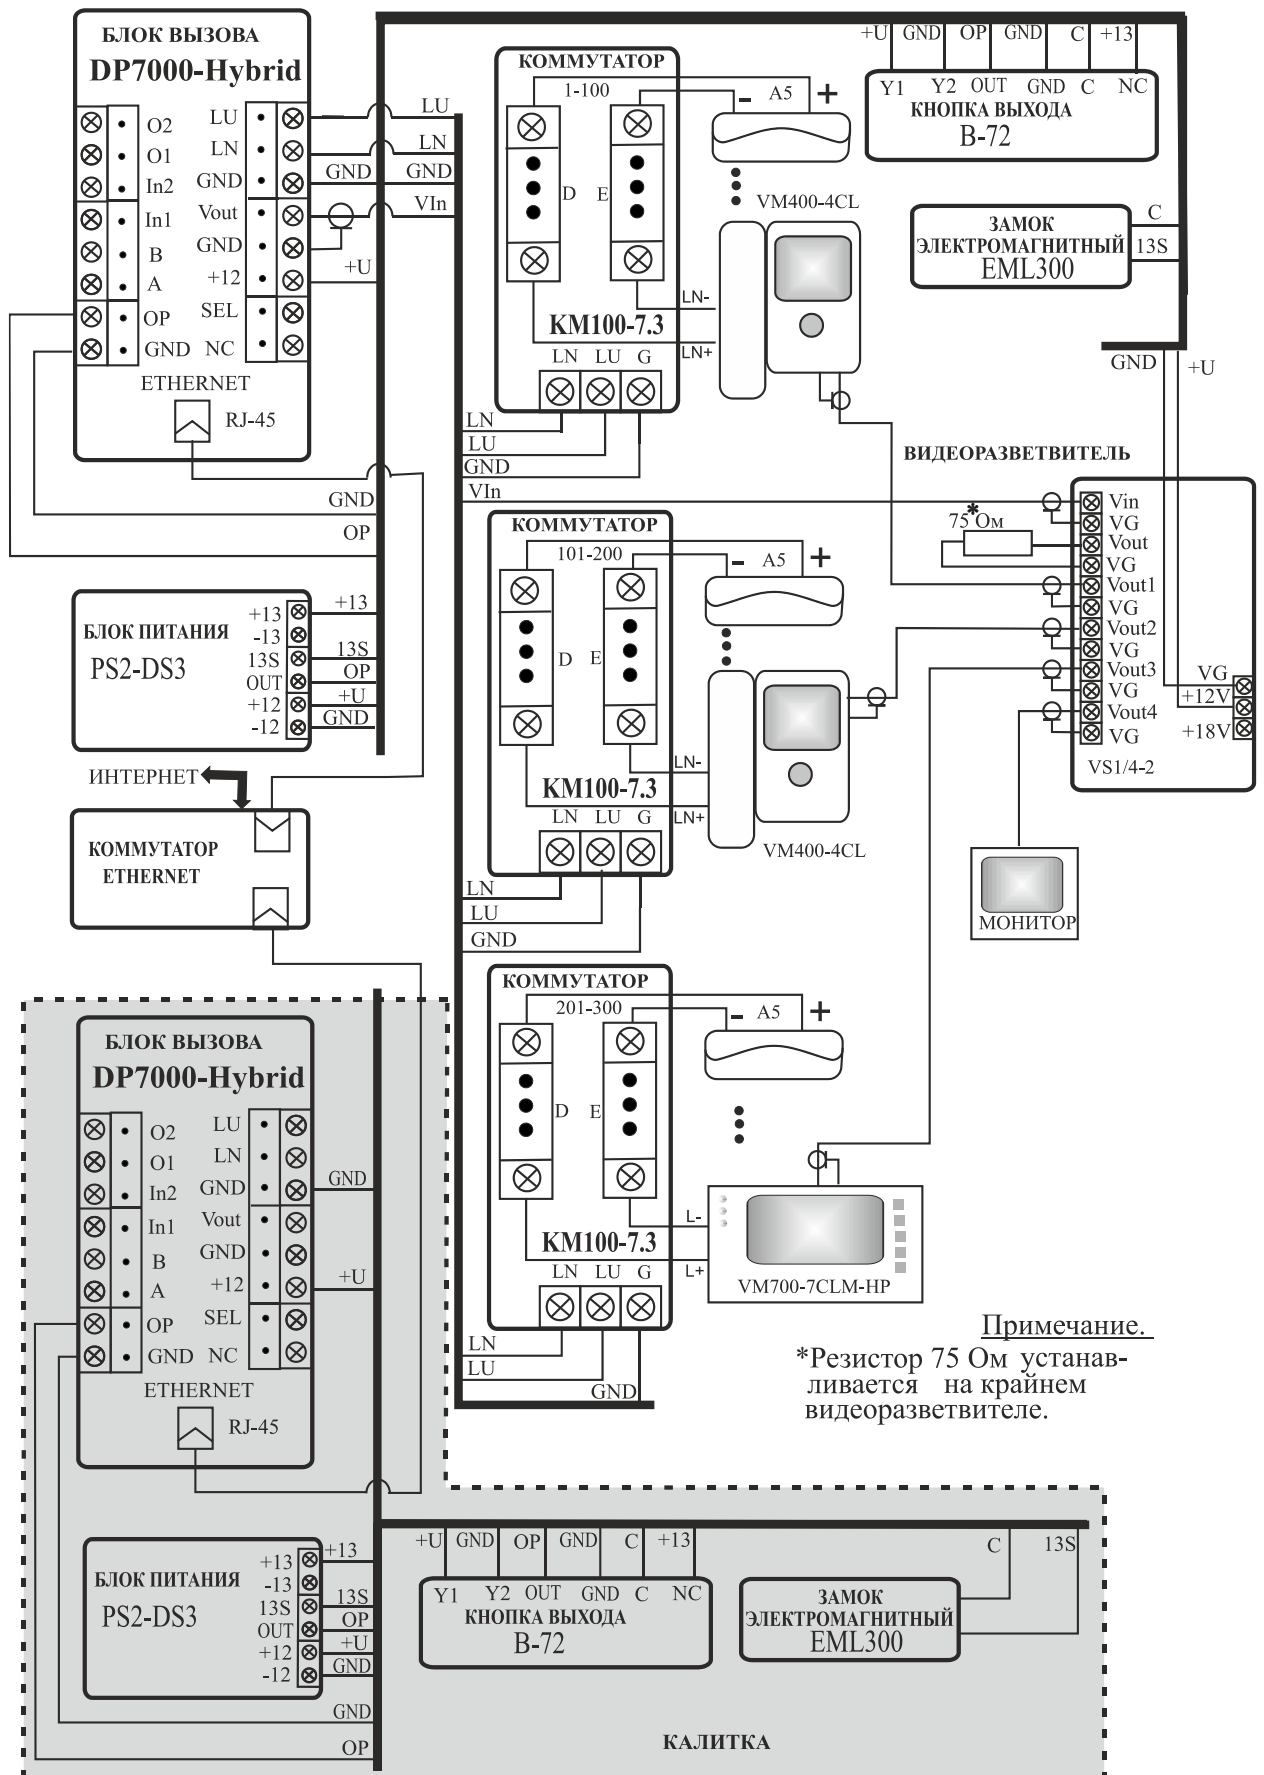 БЛОК ВЫЗОВА
DP7000-Hybrid
O2
O1
In2
In1
B
A
OP
GND
LU
LN
GND
Vout
GND
+12
SEL
NC
ETHERNET
RJ-45
LU
LN
GND GND
VIn
+U
GND
OP
БЛОК ПИТАНИЯ
PS2-DS3
+13
-13
13S
OUT
+12
-12
+13
13S
OP
+U
GND
ИНТЕРНЕТ
КОММУТАТОР
ETHERNET
КОММУТАТОР
1-100
D E
KM100-7.3
LN LU G
LN
LU
GND
VIn
- A5 +
VM400-4CL
LN-
LN+
КОММУТАТОР
101-200
D E
KM100-7.3
LN LU G
LN
LU
GND
- A5 +
LN-
LN+
VM400-4CL
КОММУТАТОР
201-300
D E
KM100-7.3
LN LU G
LN
LU
GND
- A5 +
L-
L+
VM700-7CLM-HP
+U GND OP GND C +13
Y1 Y2 OUT GND C NC
КНОПКА ВЫХОДА
B-72
ЗАМОК
ЭЛЕКТРОМАГНИТНЫЙ
EML300
C
13S
GND +U
ВИДЕОРАЗВЕТВИТЕЛЬ
*
75 Ом
Vin
VG
Vout
VG
Vout1
VG
Vout2
VG
Vout3
VG
Vout4
VG
VG
+12V
+18V
VS1/4-2
МОНИТОР
Примечание.
*Резистор 75 Ом устанав-
ливается на крайнем
видеоразветвителе.
БЛОК ВЫЗОВА
DP7000-Hybrid
O2
O1
In2
In1
B
A
OP
GND
LU
LN
GND
Vout
GND
+12
SEL
NC
ETHERNET
RJ-45
GND
+U
БЛОК ПИТАНИЯ
PS2-DS3
+13
-13
13S
OUT
+12
-12
+13
13S
OP
+U
GND
GND
OP
+U GND OP GND C +13
Y1 Y2 OUT GND C NC
КНОПКА ВЫХОДА
B-72
C 13S
ЗАМОК
ЭЛЕКТРОМАГНИТНЫЙ
EML300
КАЛИТКА